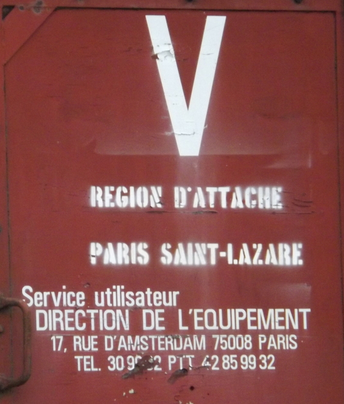 V
REGION D'ATTACHE
PARIS SAINT-LAZARE
Service utilisateur
DIRECTION DE L'EQUIPEMENT
17, RUE D'AMSTERDAM 75008 PARIS
TEL. 42 85 99 32